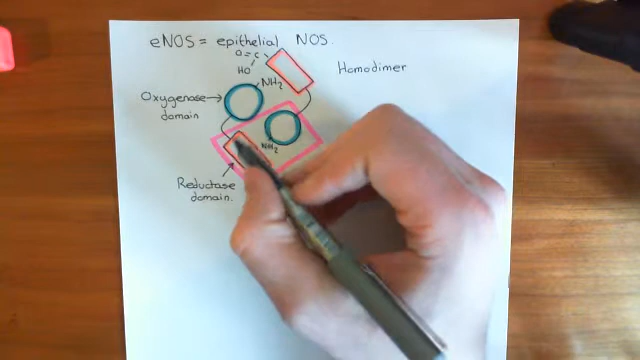 eNOS = epithelial NOS.
O=C
HO
NH2
Homodimer
Oxygenase
domain
NH2
Reductase
domain.